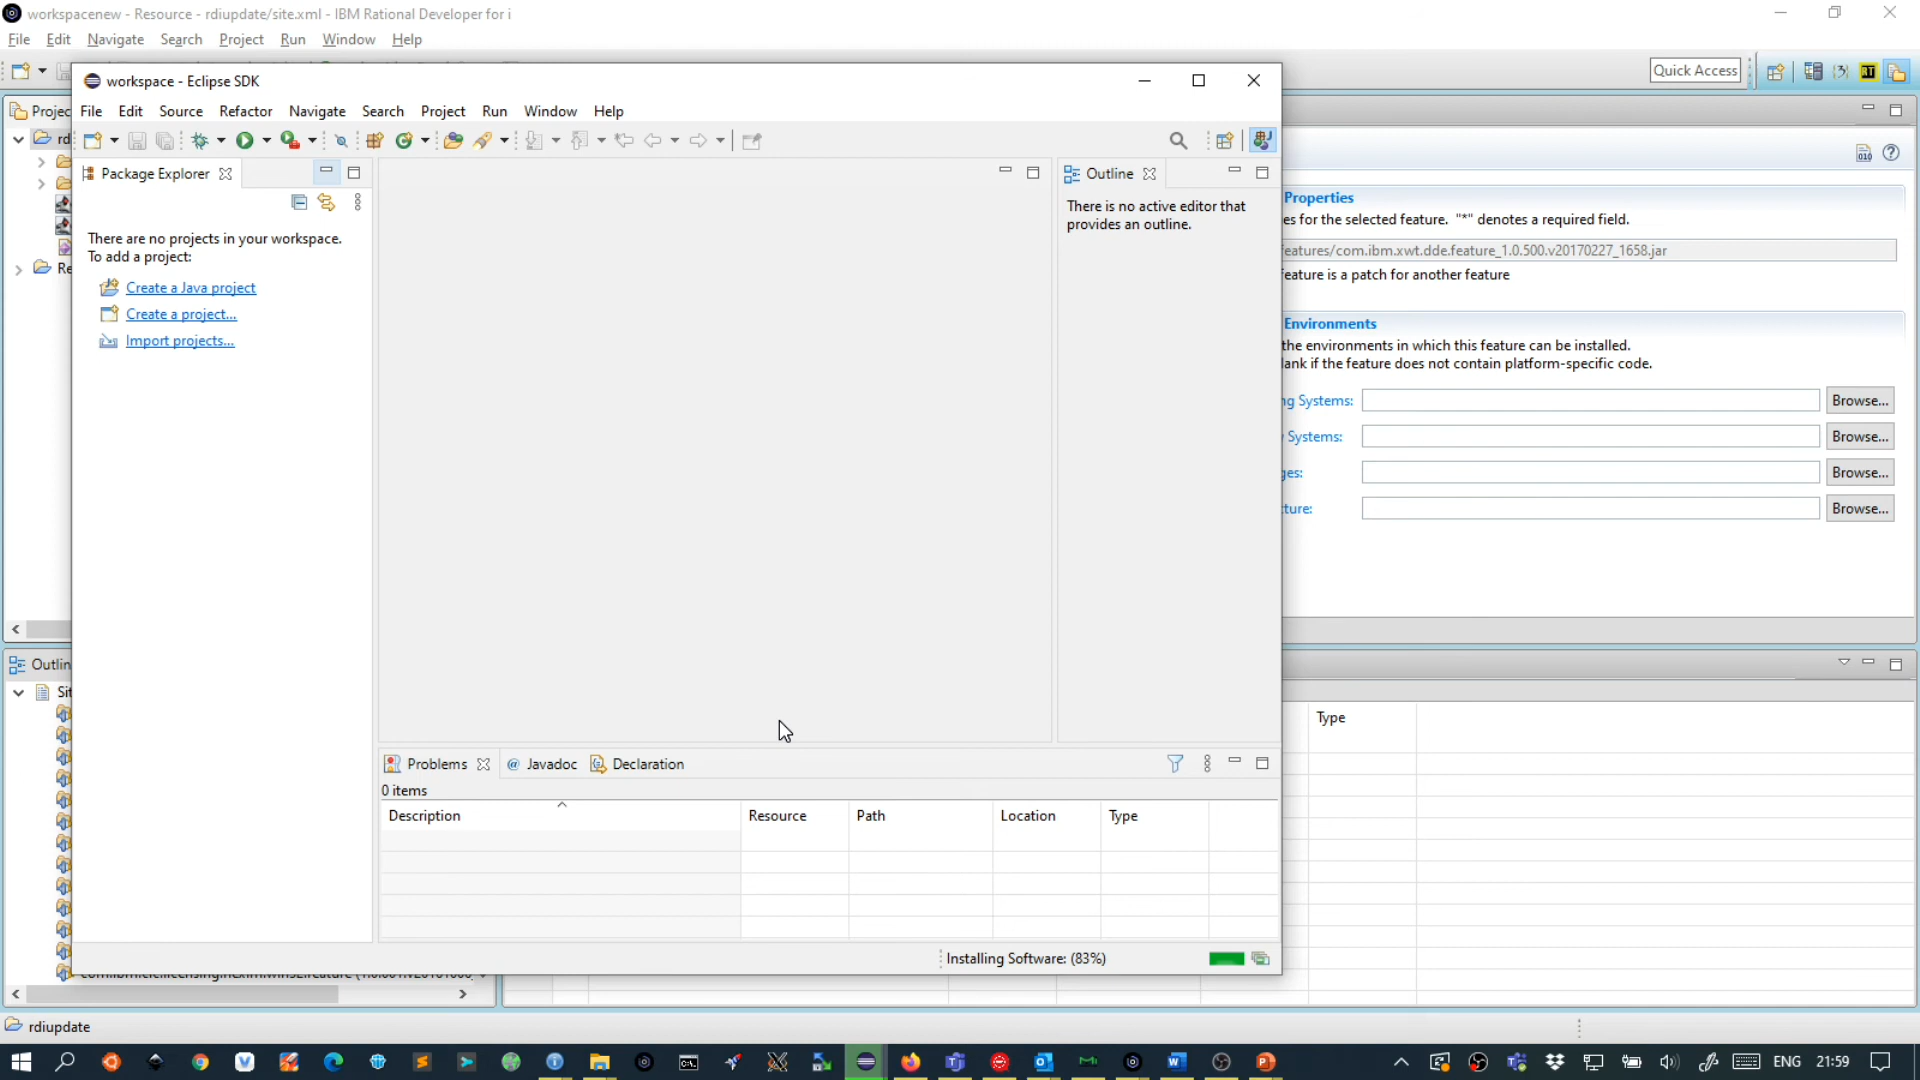 workspacenew - Resource - rdiupdate/site.xml - IBM Rational Developer for i
File Edit Navigate Search Project Run Window Help
Quick Access
workspace - Eclipse SDK
File Edit Source Refactor Navigate Search Project Run Window Help
Package Explorer
There are no projects in your workspace.
To add a project:
Create a Java project
Create a project...
Import projects...
Outline
There is no active editor that
provides an outline.
Properties
es for the selected feature. "*" denotes a required field.
eatures/com.ibm.xwt.dde.feature_1.0.500.v20170227_1658.jar
eature is a patch for another feature
Environments
the environments in which this feature can be installed.
ank if the feature does not contain platform-specific code.
ng Systems: Browse...
Systems: Browse...
ges: Browse...
ture: Browse...
Projec
rd
Re
Outlin
Sit
Type
Problems Javadoc Declaration
0 items
Description Resource Path Location Type
Installing Software: (83%)
rdiupdate
ENG 21:59